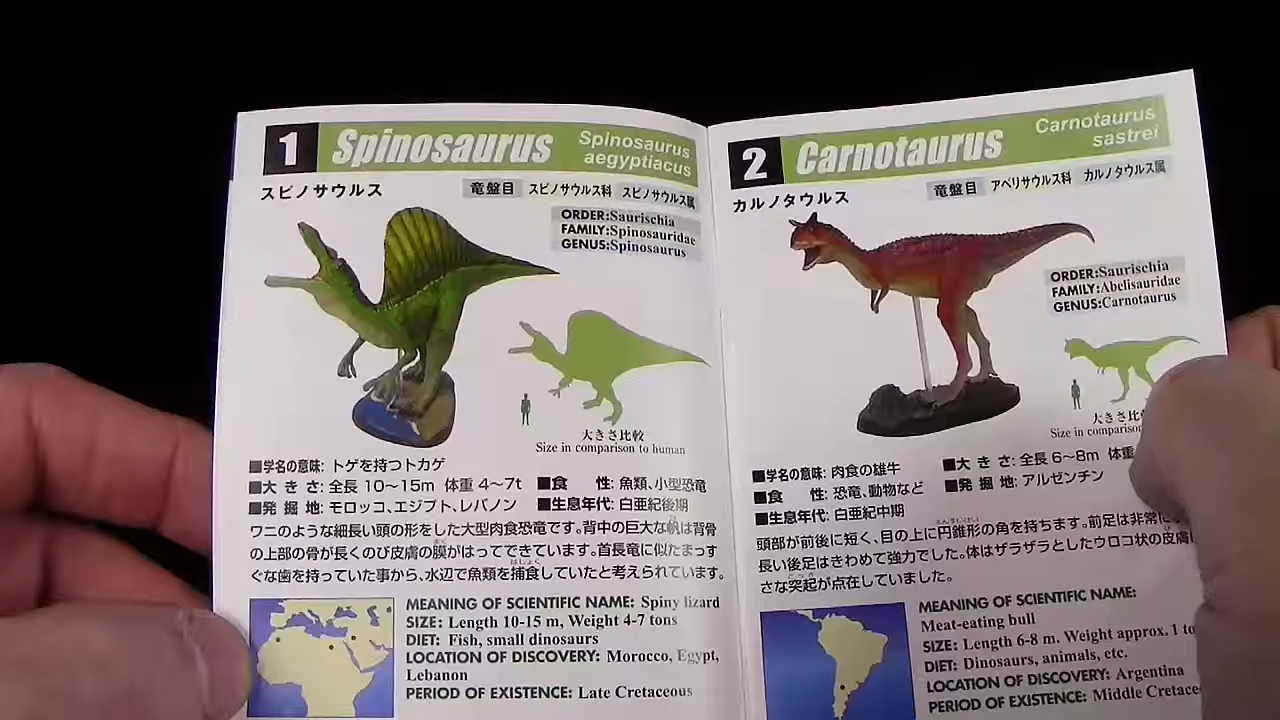 1 Spinosaurus Spinosaurus
aegyptiacus
スピノサウルス 竜盤目 スピノサウルス科 スピノサウルス属
ORDER:Saurischia
FAMILY:Spinosauridae
GENUS:Spinosaurus
大きさ比較
Size in comparison to human
■学名の意味: トゲを持つトカゲ
■大きさ: 全長 10〜15m 体重 4〜7t ■食性: 魚類、小型恐竜
■発掘地: モロッコ、エジプト、レバノン ■生息年代: 白亜紀後期
ワニのような細長い頭の形をした大型肉食恐竜です。背中の巨大な帆は背骨
の上部の骨が長くのび皮膚の膜がはってできています。首長竜に似たまっす
ぐな歯を持っていた事から、水辺で魚類を捕食していたと考えられています。
MEANING OF SCIENTIFIC NAME: Spiny lizard
SIZE: Length 10-15 m, Weight 4-7 tons
DIET: Fish, small dinosaurs
LOCATION OF DISCOVERY: Morocco, Egypt,
Lebanon
PERIOD OF EXISTENCE: Late Cretaceous
2 Carnotaurus Carnotaurus
sastrei
カルノタウルス 竜盤目 アベリサウルス科 カルノタウルス属
ORDER:Saurischia
FAMILY:Abelisauridae
GENUS:Carnotaurus
大きさ比
Size in comparison
■学名の意味: 肉食の雄牛 ■大きさ: 全長 6〜8m 体重
■食性: 恐竜、動物など ■発掘地: アルゼンチン
■生息年代: 白亜紀中期
頭部が前後に短く、目の上に円錐形の角を持ちます。前足は非常に
長い後足はきわめて強力でした。体はザラザラとしたウロコ状の皮膚
さな突起が点在していました。
MEANING OF SCIENTIFIC NAME:
Meat-eating bull
SIZE: Length 6-8 m. Weight approx. 1 to
DIET: Dinosaurs, animals, etc.
LOCATION OF DISCOVERY: Argentina
PERIOD OF EXISTENCE: Middle Cretace